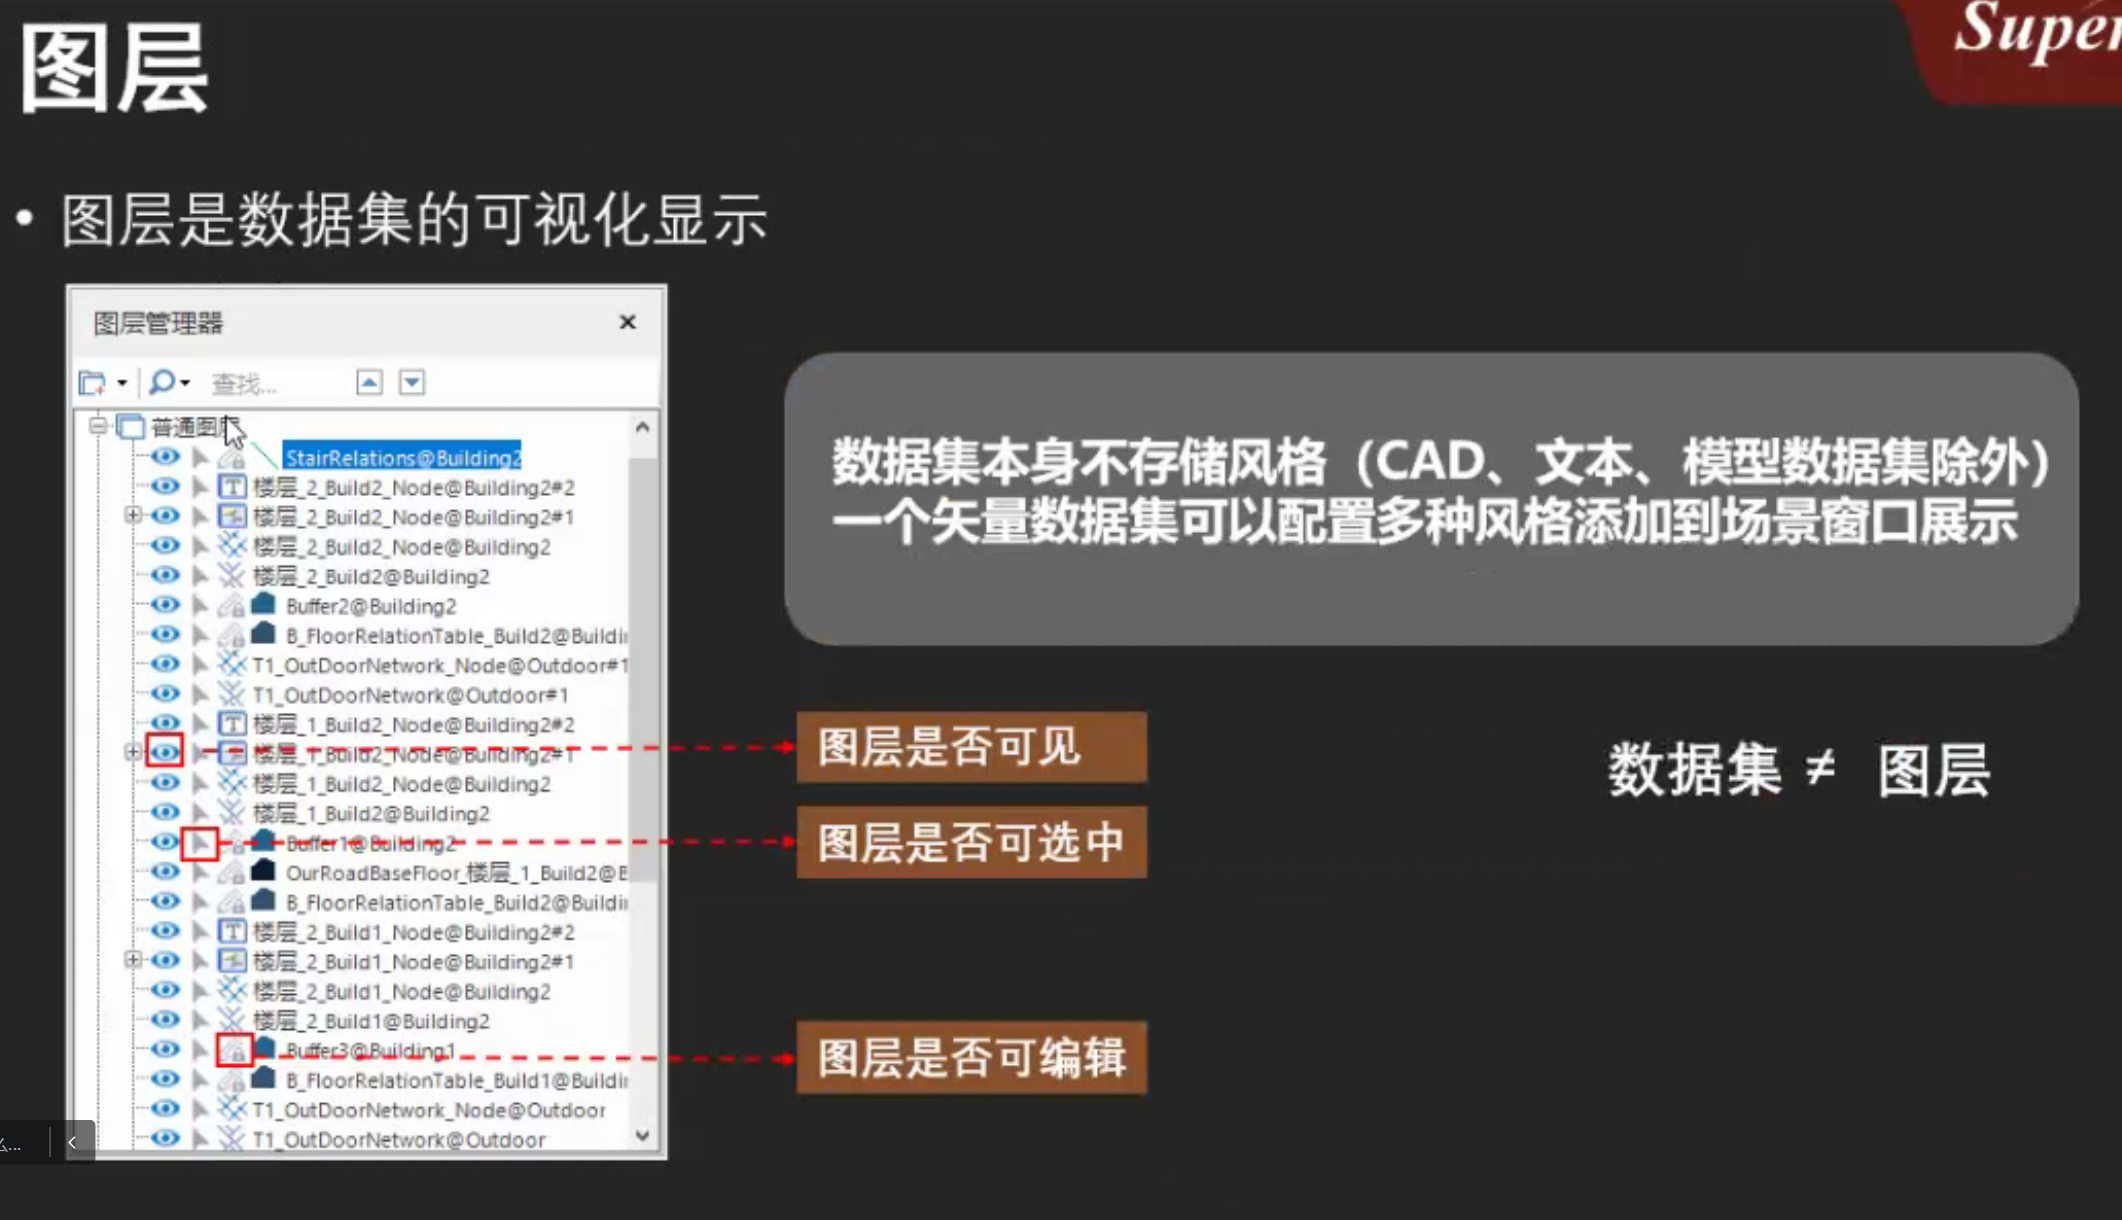 图层
Super
• 图层是数据集的可视化显示
图层管理器
查找...
普通图层
StairRelations@Building2
楼层_2_Build2_Node@Building2#2
楼层_2_Build2_Node@Building2#1
楼层_2_Build2_Node@Building2
楼层_2_Build2@Building2
Buffer2@Building2
B_FloorRelationTable_Build2@Buildi
T1_OutDoorNetwork_Node@Outdoor#1
T1_OutDoorNetwork@Outdoor#1
楼层_1_Build2_Node@Building2#2
楼层_1_Build2_Node@Building2#1
楼层_1_Build2_Node@Building2
楼层_1_Build2@Building2
Buffer1@Building2
OurRoadBaseFloor_楼层_1_Build2@B
B_FloorRelationTable_Build2@Buildi
楼层_2_Build1_Node@Building2#2
楼层_2_Build1_Node@Building2#1
楼层_2_Build1_Node@Building2
楼层_2_Build1@Building2
Buffer3@Building1
B_FloorRelationTable_Build1@Buildi
T1_OutDoorNetwork_Node@Outdoor
T1_OutDoorNetwork@Outdoor
数据集本身不存储风格（CAD、文本、模型数据集除外）
一个矢量数据集可以配置多种风格添加到场景窗口展示
图层是否可见
图层是否可选中
图层是否可编辑
数据集 ≠ 图层